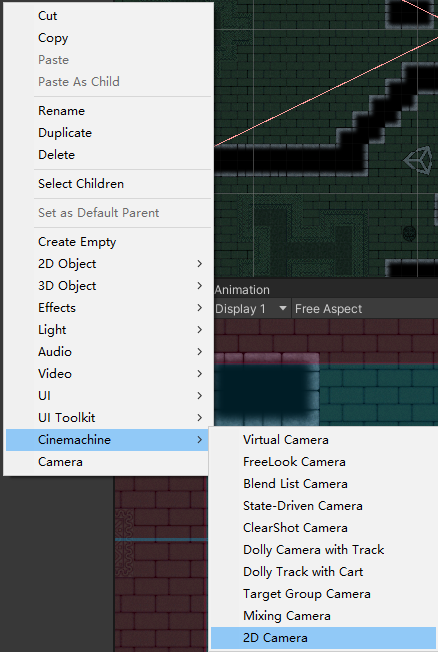 Cut
Copy
Paste
Paste As Child
Rename
Duplicate
Delete
Select Children
Set as Default Parent
Create Empty
2D Object
3D Object
Effects
Light
Audio
Video
UI
UI Toolkit
Cinemachine
Camera
Animation
Display 1 Free Aspect
Virtual Camera
FreeLook Camera
Blend List Camera
State-Driven Camera
ClearShot Camera
Dolly Camera with Track
Dolly Track with Cart
Target Group Camera
Mixing Camera
2D Camera